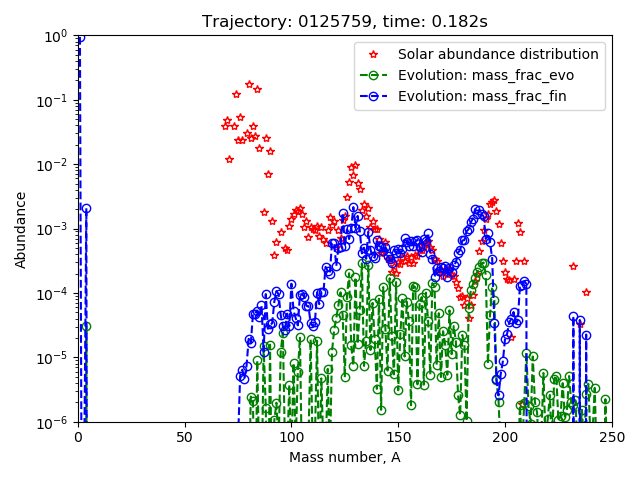 Trajectory: 0125759, time: 0.182s
Solar abundance distribution
Evolution: mass_frac_evo
Evolution: mass_frac_fin
Abundance
10⁰
10⁻¹
10⁻²
10⁻³
10⁻⁴
10⁻⁵
10⁻⁶
0 50 100 150 200 250
Mass number, A